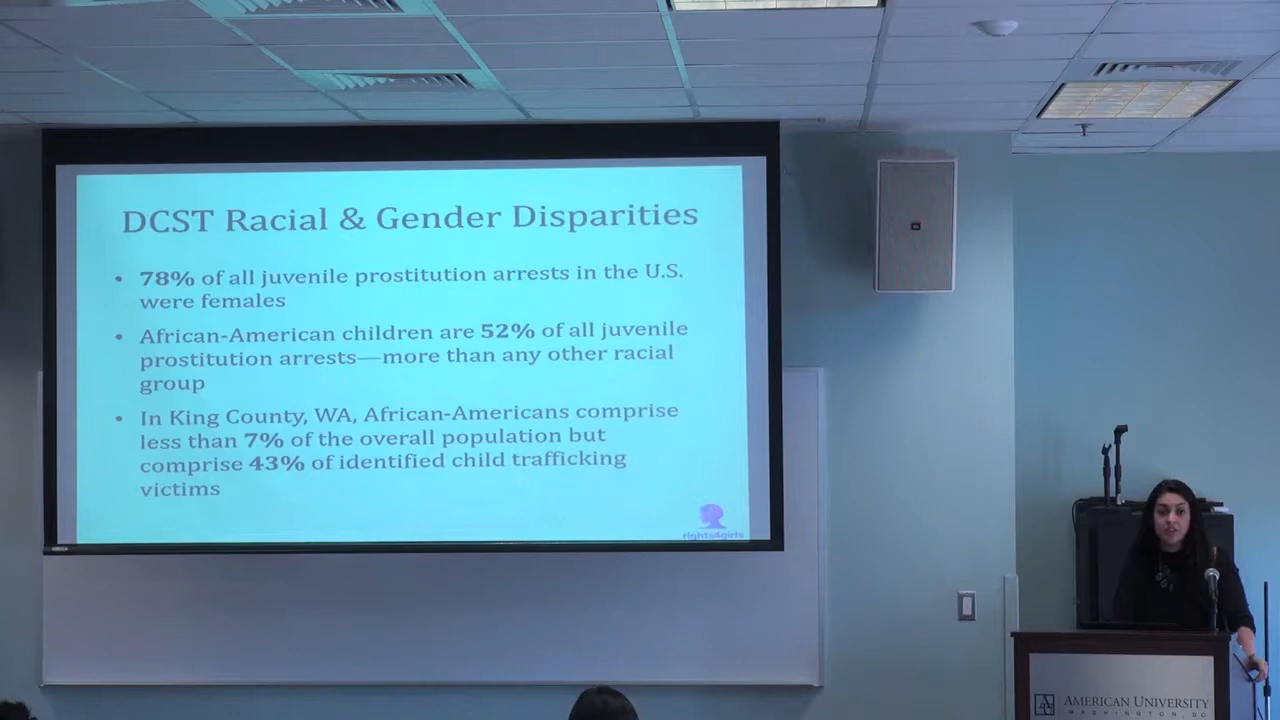 DCST Racial & Gender Disparities
• 78% of all juvenile prostitution arrests in the U.S.
were females
• African-American children are 52% of all juvenile
prostitution arrests—more than any other racial
group
• In King County, WA, African-Americans comprise
less than 7% of the overall population but
comprise 43% of identified child trafficking
victims
rights4girls
AMERICAN UNIVERSITY
WASHINGTON, DC